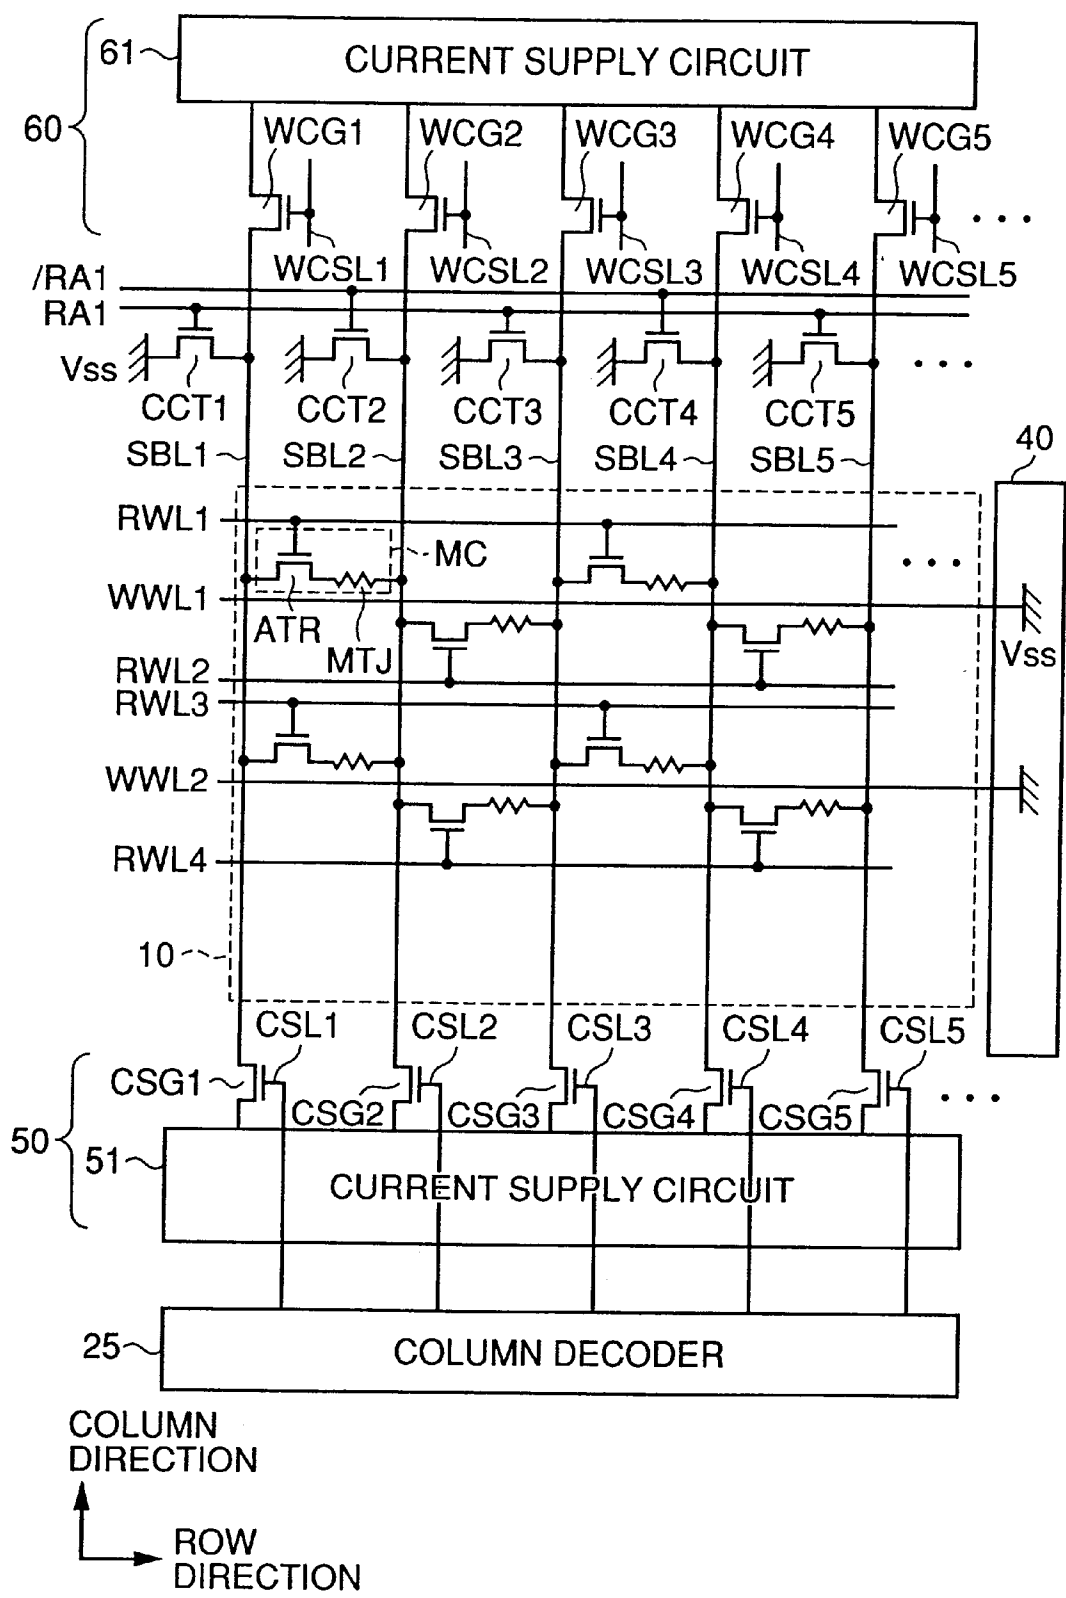 61
CURRENT SUPPLY CIRCUIT
60
WCG1 WCG2 WCG3 WCG4 WCG5
WCSL1 WCSL2 WCSL3 WCSL4 WCSL5
/RA1
RA1
Vss
CCT1 CCT2 CCT3 CCT4 CCT5
SBL1 SBL2 SBL3 SBL4 SBL5
40
RWL1
MC
WWL1
ATR
MTJ
Vss
RWL2
RWL3
WWL2
RWL4
10
CSL1 CSL2 CSL3 CSL4 CSL5
CSG1 CSG2 CSG3 CSG4 CSG5
50
51
CURRENT SUPPLY CIRCUIT
25
COLUMN DECODER
COLUMN
DIRECTION
ROW
DIRECTION